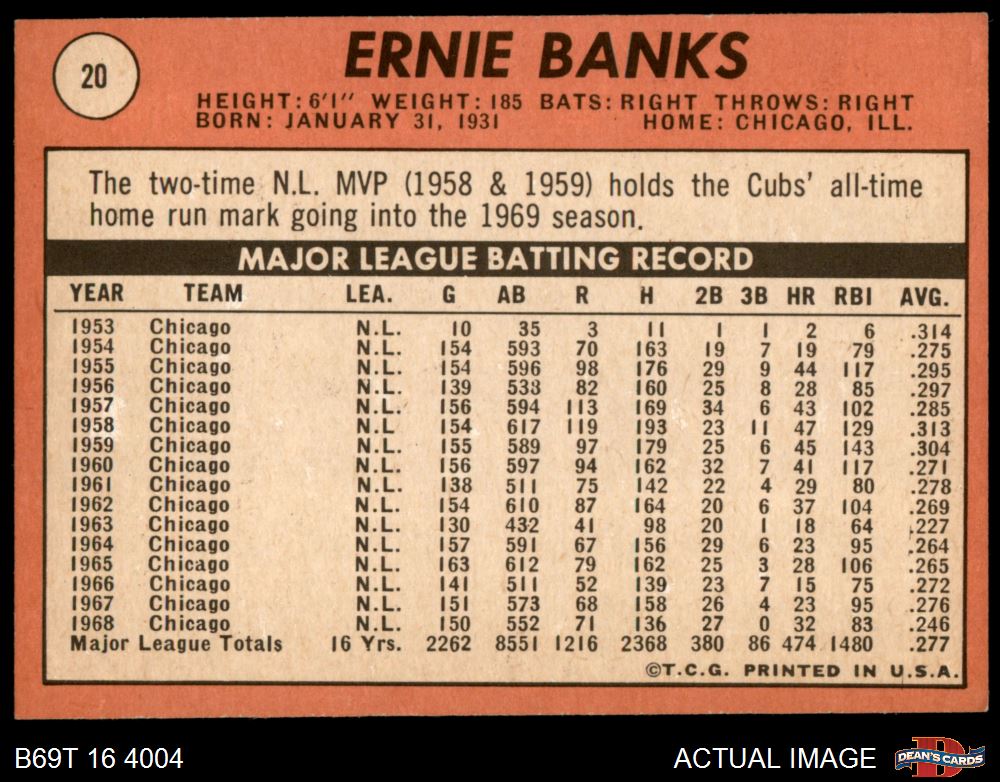 20
ERNIE BANKS
HEIGHT: 6'1" WEIGHT: 185 BATS: RIGHT THROWS: RIGHT
BORN: JANUARY 31, 1931 HOME: CHICAGO, ILL.
The two-time N.L. MVP (1958 & 1959) holds the Cubs' all-time
home run mark going into the 1969 season.
MAJOR LEAGUE BATTING RECORD
YEAR TEAM LEA. G AB R H 2B 3B HR RBI AVG.
1953 Chicago N.L. 10 35 3 11 1 1 2 6 .314
1954 Chicago N.L. 154 593 70 163 19 7 19 79 .275
1955 Chicago N.L. 154 596 98 176 29 9 44 117 .295
1956 Chicago N.L. 139 538 82 160 25 8 28 85 .297
1957 Chicago N.L 156 594 113 169 34 6 43 102 .285
1958 Chicago N.L. 154 617 119 193 23 11 47 129 .313
1959 Chicago N.L. 155 589 97 179 25 6 45 143 .304
1960 Chicago N.L. 156 597 94 162 32 7 41 117 .271
1961 Chicago N.L. 138 511 75 142 22 4 29 80 .278
1962 Chicago N.L. 154 610 87 164 20 6 37 104 .269
1963 Chicago N.L. 130 432 41 98 20 1 18 64 .227
1964 Chicago N.L. 157 591 67 156 29 6 23 95 .264
1965 Chicago N.L. 163 612 79 162 25 3 28 106 .265
1966 Chicago N.L. 141 511 52 139 23 7 15 75 .272
1967 Chicago N.L. 151 573 68 158 26 4 23 95 .276
1968 Chicago N.L. 150 552 71 136 27 0 32 83 .246
Major League Totals 16 Yrs. 2262 8551 1216 2368 380 86 474 1480 .277
©T.C.G. PRINTED IN U.S.A.
B69T 16 4004
ACTUAL IMAGE
D
DEAN'S CARDS